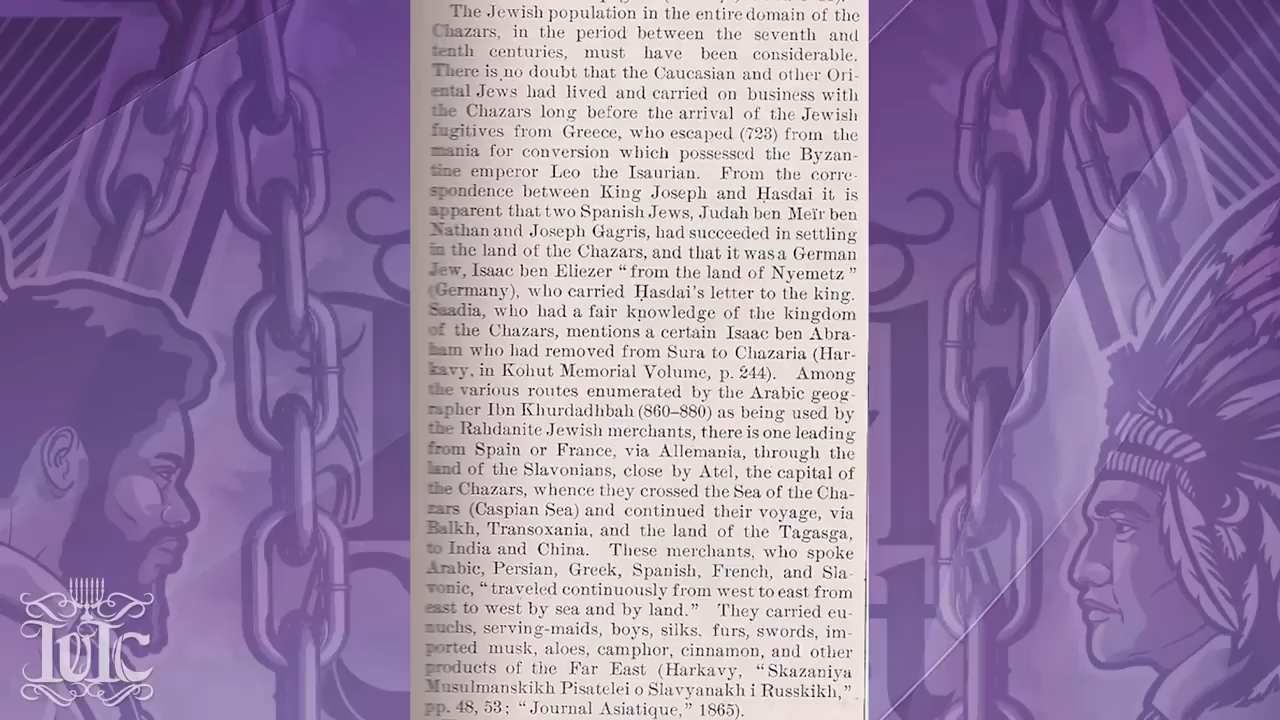 The Jewish population in the entire domain of the
Chazars, in the period between the seventh and
tenth centuries, must have been considerable.
There is no doubt that the Caucasian and other Ori-
ental Jews had lived and carried on business with
the Chazars long before the arrival of the Jewish
fugitives from Greece, who escaped (723) from the
mania for conversion which possessed the Byzan-
tine emperor Leo the Isaurian. From the corre-
spondence between King Joseph and Ḥasdai it is
apparent that two Spanish Jews, Judah ben Meïr ben
Nathan and Joseph Gagris, had succeeded in settling
in the land of the Chazars, and that it was a German
Jew, Isaac ben Eliezer “from the land of Nyemetz”
(Germany), who carried Ḥasdai's letter to the king.
Saadia, who had a fair knowledge of the kingdom
of the Chazars, mentions a certain Isaac ben Abra-
ham who had removed from Sura to Chazaria (Har-
kavy, in Kohut Memorial Volume, p. 244). Among
the various routes enumerated by the Arabic geog-
rapher Ibn Khurdadhbah (860–880) as being used by
the Rahdanite Jewish merchants, there is one leading
from Spain or France, via Allemania, through the
land of the Slavonians, close by Atel, the capital of
the Chazars, whence they crossed the Sea of the Cha-
zars (Caspian Sea) and continued their voyage, via
Balkh, Transoxania, and the land of the Tagasga,
to India and China. These merchants, who spoke
Arabic, Persian, Greek, Spanish, French, and Sla-
vonic, “traveled continuously from west to east from
east to west by sea and by land.” They carried eu-
nuchs, serving-maids, boys, silks, furs, swords, im-
ported musk, aloes, camphor, cinnamon, and other
products of the Far East (Harkavy, “Skazaniya
Musulmanskikh Pisatelei o Slavyanakh i Russkikh,”
pp. 48, 53; “Journal Asiatique,” 1865).
IUIC